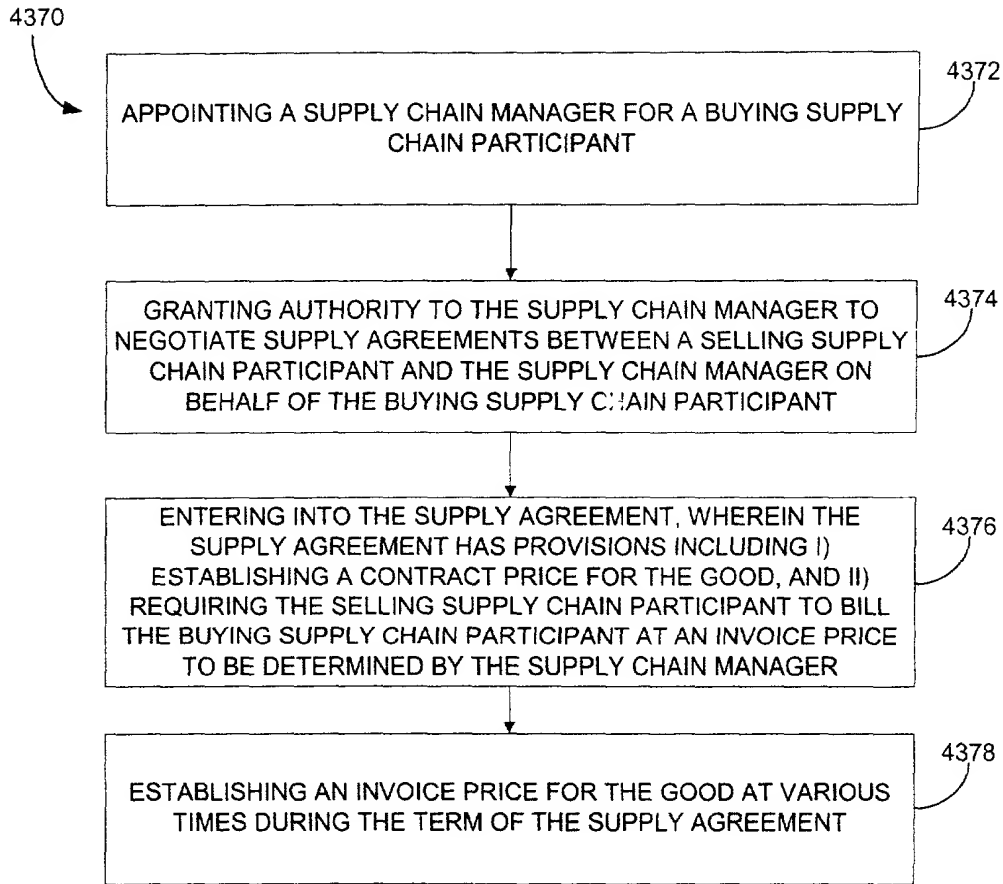 4370
4372
APPOINTING A SUPPLY CHAIN MANAGER FOR A BUYING SUPPLY
CHAIN PARTICIPANT
4374
GRANTING AUTHORITY TO THE SUPPLY CHAIN MANAGER TO
NEGOTIATE SUPPLY AGREEMENTS BETWEEN A SELLING SUPPLY
CHAIN PARTICIPANT AND THE SUPPLY CHAIN MANAGER ON
BEHALF OF THE BUYING SUPPLY CHAIN PARTICIPANT
4376
ENTERING INTO THE SUPPLY AGREEMENT, WHEREIN THE
SUPPLY AGREEMENT HAS PROVISIONS INCLUDING I)
ESTABLISHING A CONTRACT PRICE FOR THE GOOD, AND II)
REQUIRING THE SELLING SUPPLY CHAIN PARTICIPANT TO BILL
THE BUYING SUPPLY CHAIN PARTICIPANT AT AN INVOICE PRICE
TO BE DETERMINED BY THE SUPPLY CHAIN MANAGER
4378
ESTABLISHING AN INVOICE PRICE FOR THE GOOD AT VARIOUS
TIMES DURING THE TERM OF THE SUPPLY AGREEMENT